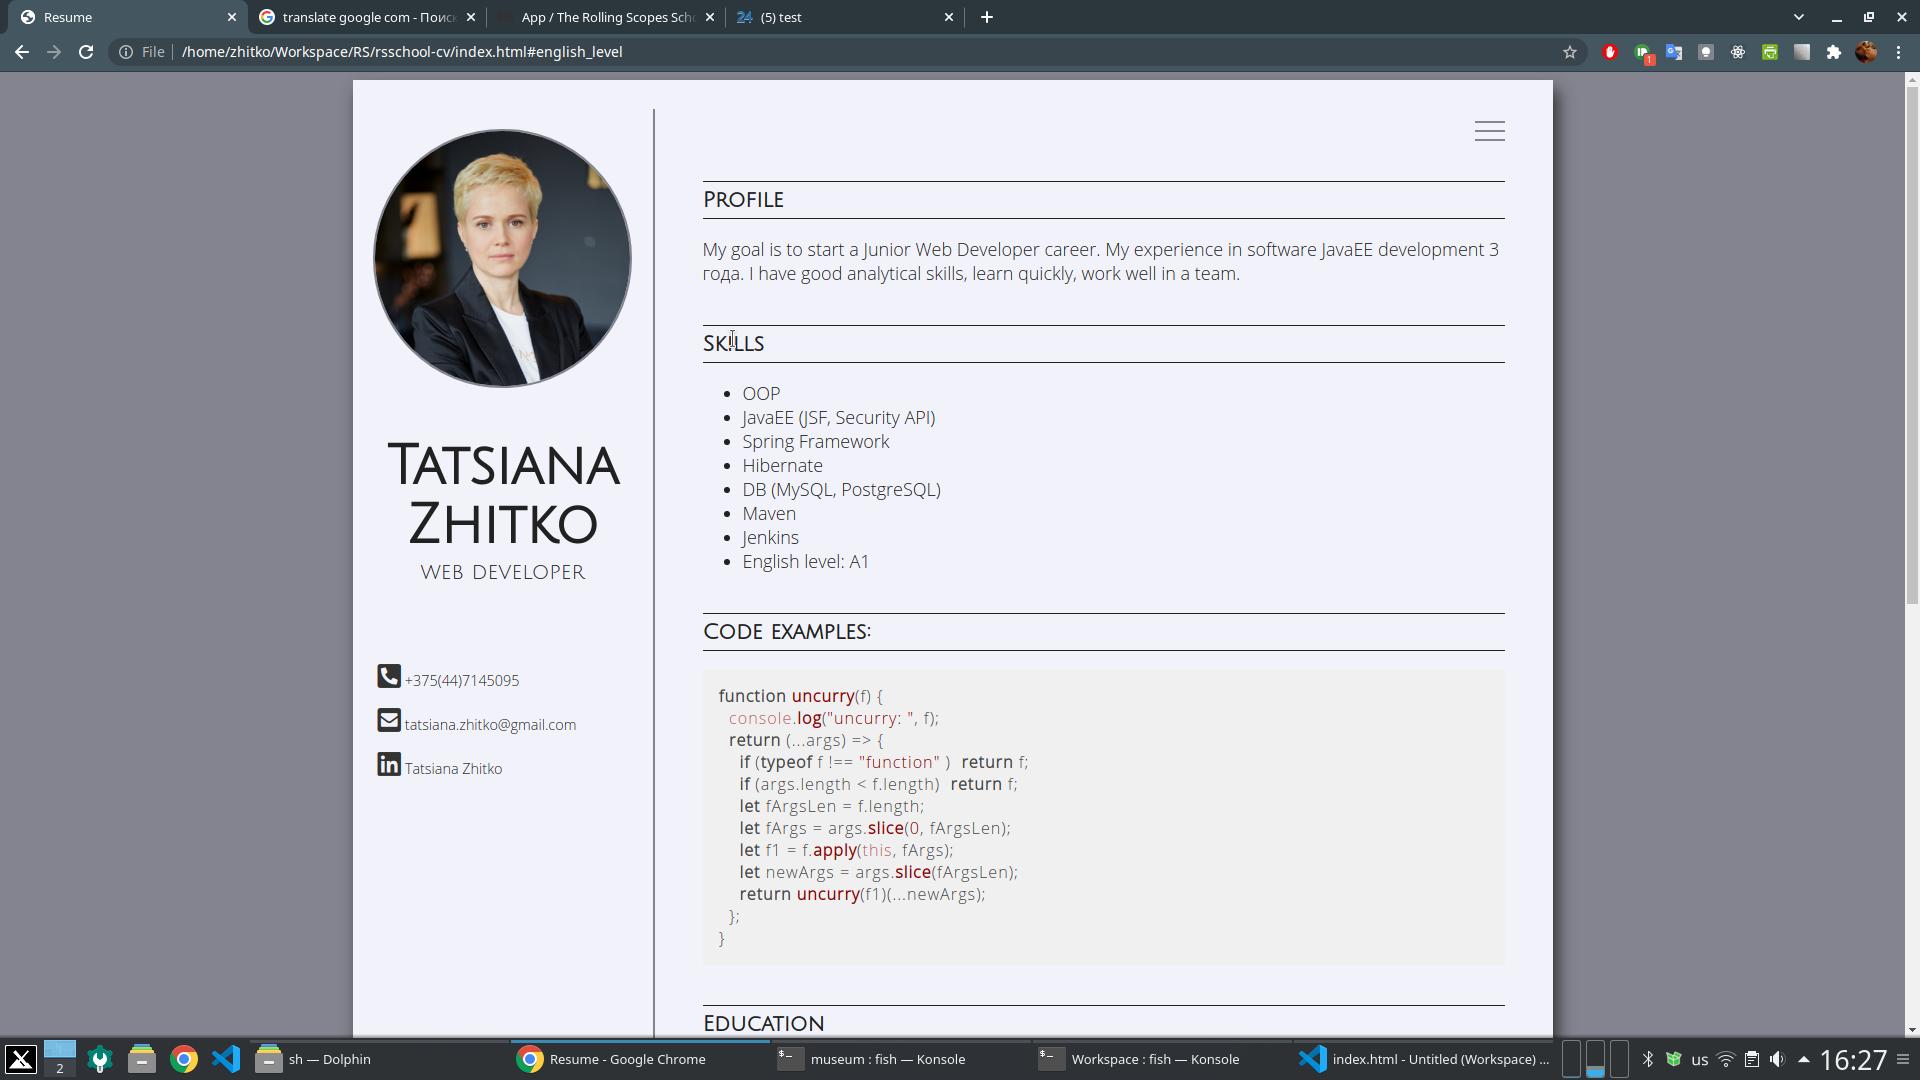 Resume
translate google com - Поиск
App / The Rolling Scopes Sch
24 (5) test
File /home/zhitko/Workspace/RS/rsschool-cv/index.html#english_level
1
Tatsiana
Zhitko
WEB DEVELOPER
+375(44)7145095
tatsiana.zhitko@gmail.com
Tatsiana Zhitko
Profile
My goal is to start a Junior Web Developer career. My experience in software JavaEE development 3
года. I have good analytical skills, learn quickly, work well in a team.
Skills
OOP
JavaEE (JSF, Security API)
Spring Framework
Hibernate
DB (MySQL, PostgreSQL)
Maven
Jenkins
English level: A1
Code examples:
function uncurry(f) {
console.log("uncurry: ", f);
return (...args) => {
if (typeof f !== "function" ) return f;
if (args.length < f.length) return f;
let fArgsLen = f.length;
let fArgs = args.slice(0, fArgsLen);
let f1 = f.apply(this, fArgs);
let newArgs = args.slice(fArgsLen);
return uncurry(f1)(...newArgs);
};
}
Education
2
sh — Dolphin
Resume - Google Chrome
museum : fish — Konsole
Workspace : fish — Konsole
index.html - Untitled (Workspace) ...
us
16:27